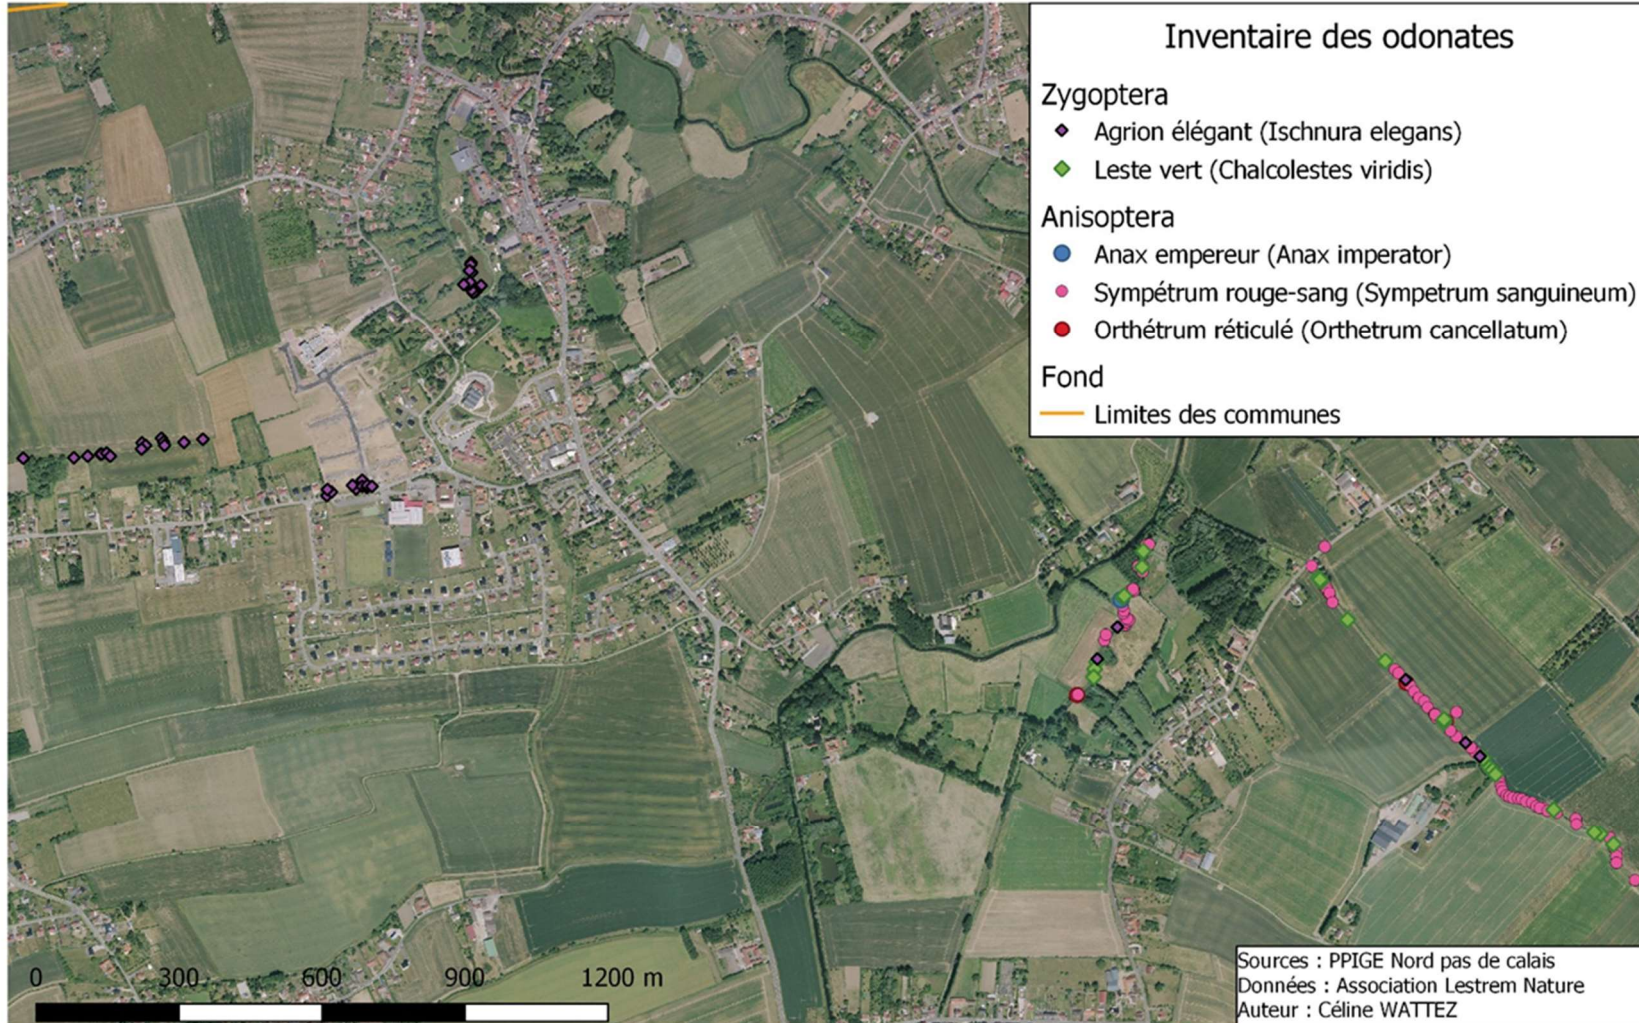 Inventaire des odonates
Zygoptera
Agrion élégant (Ischnura elegans)
Leste vert (Chalcolestes viridis)
Anisoptera
Anax empereur (Anax imperator)
Sympétrum rouge-sang (Sympetrum sanguineum)
Orthétrum réticulé (Orthetrum cancellatum)
Fond
Limites des communes
0 300 600 900 1200 m
Sources : PPIGE Nord pas de calais
Données : Association Lestrem Nature
Auteur : Céline WATTEZ